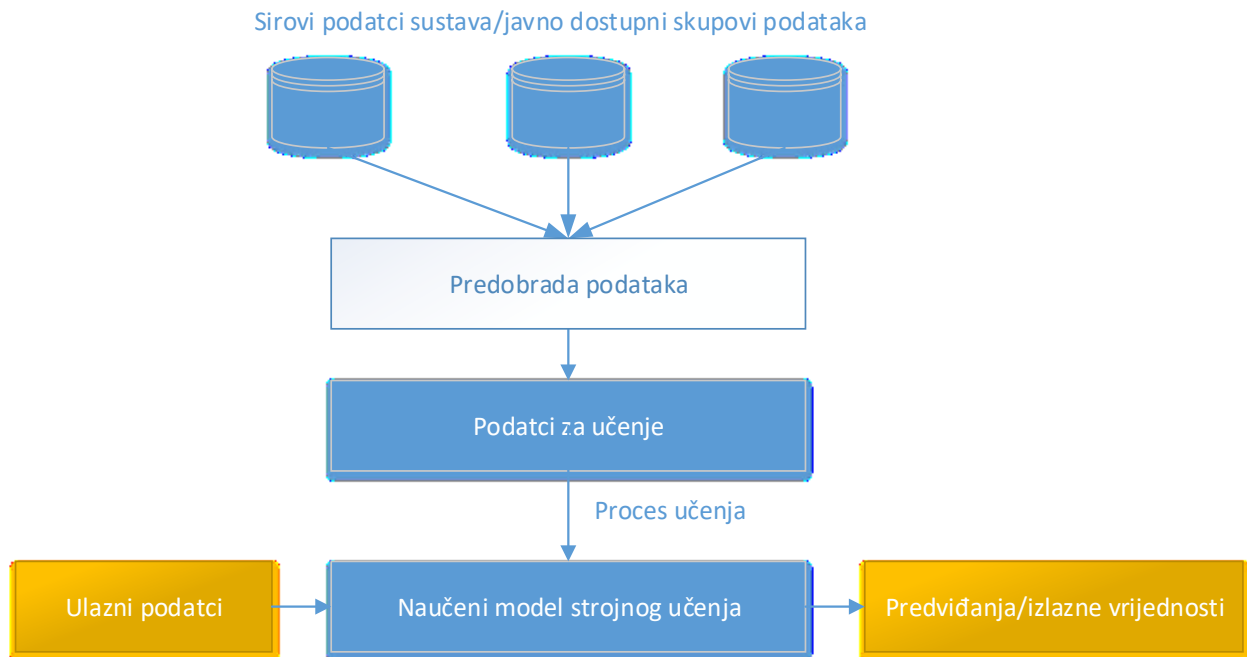 Sirovi podatci sustava/javno dostupni skupovi podataka
Predobrada podataka
Podatci za učenje
Proces učenja
Ulazni podatci
Naučeni model strojnog učenja
Predviđanja/izlazne vrijednosti